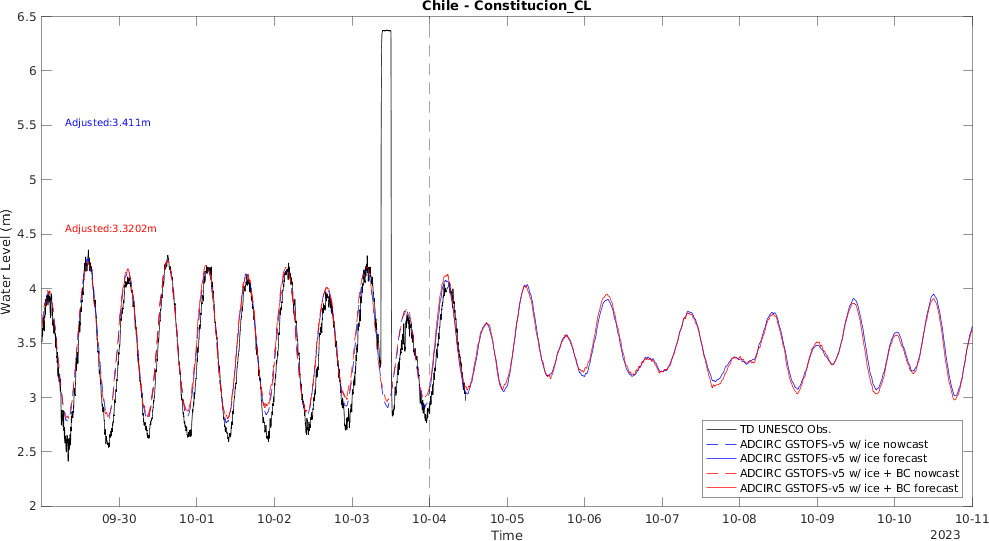 Chile - Constitucion_CL
6.5
6
5.5
5
4.5
4
3.5
3
2.5
2
Water Level (m)
Adjusted:3.411m
Adjusted:3.3202m
TD UNESCO Obs.
ADCIRC GSTOFS-v5 w/ ice nowcast
ADCIRC GSTOFS-v5 w/ ice forecast
ADCIRC GSTOFS-v5 w/ ice + BC nowcast
ADCIRC GSTOFS-v5 w/ ice + BC forecast
09-30 10-01 10-02 10-03 10-04 10-05 10-06 10-07 10-08 10-09 10-10 10-11
Time
2023